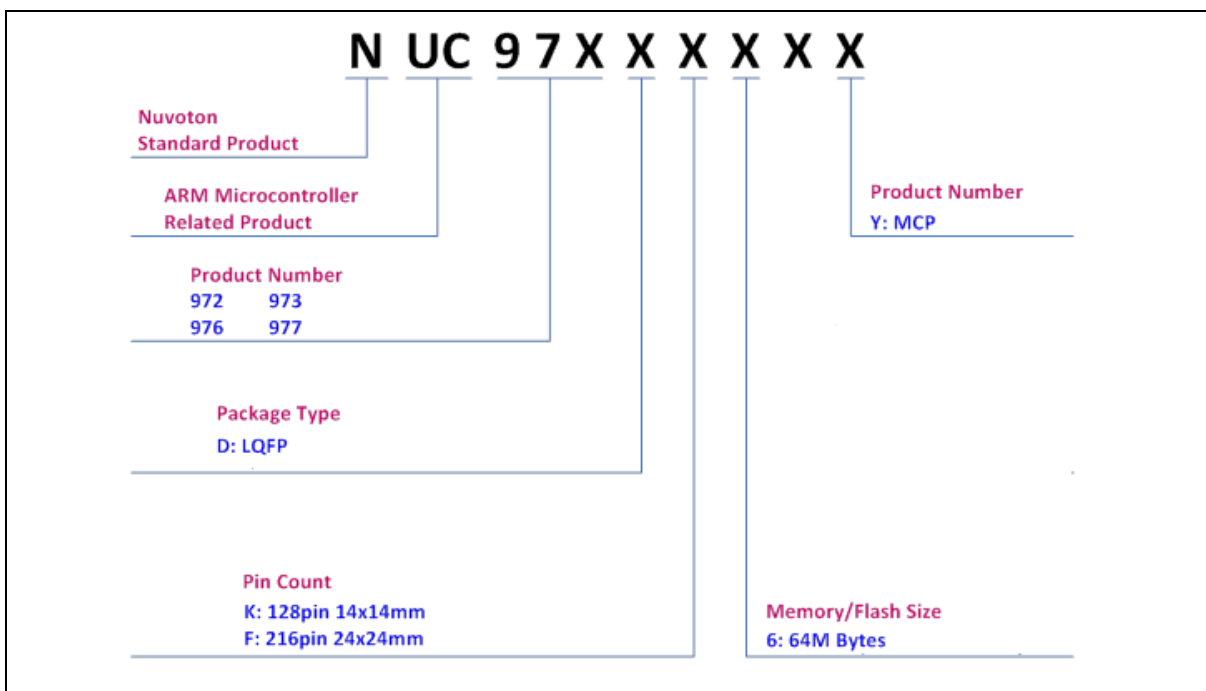 N UC 9 7 X X X X X X
Nuvoton
Standard Product
ARM Microcontroller
Related Product
Product Number
972 973
976 977
Package Type
D: LQFP
Pin Count
K: 128pin 14x14mm
F: 216pin 24x24mm
Product Number
Y: MCP
Memory/Flash Size
6: 64M Bytes